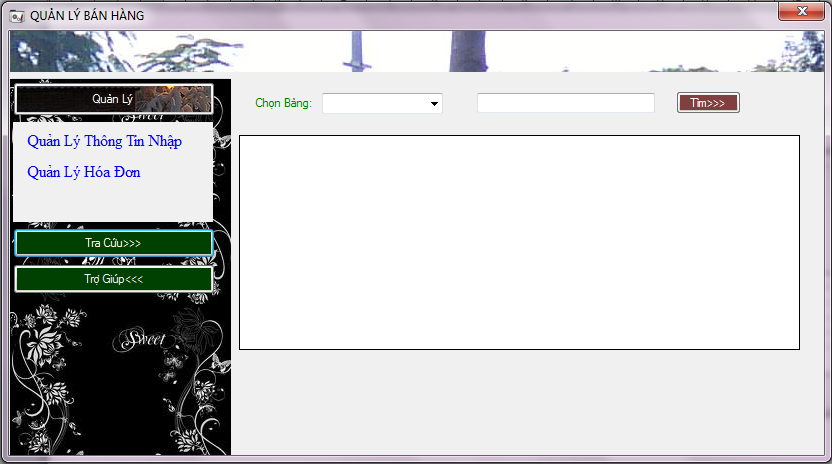 QUẢN LÝ BÁN HÀNG
Quản Lý
Sweet
Quản Lý Thông Tin Nhập
Quản Lý Hóa Đơn
Tra Cứu>>>
Trợ Giúp<<<
Sweet
Chọn Bảng:
Tìm>>>